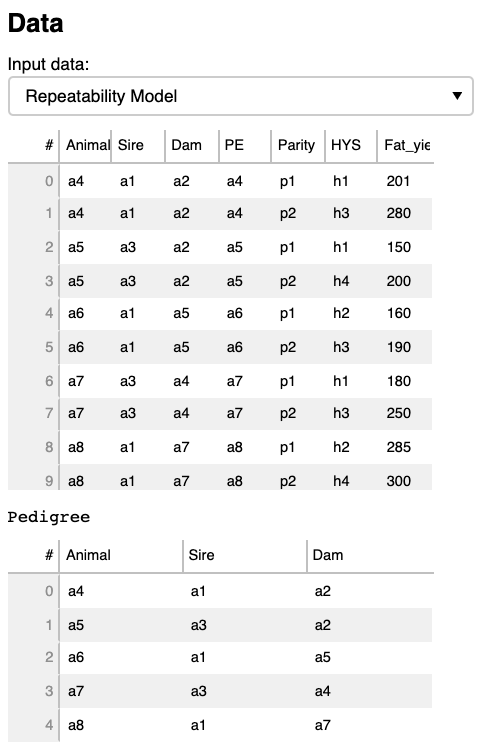 Data
Input data:
Repeatability Model
# Animal Sire Dam PE Parity HYS Fat_yie
0 a4 a1 a2 a4 p1 h1 201
1 a4 a1 a2 a4 p2 h3 280
2 a5 a3 a2 a5 p1 h1 150
3 a5 a3 a2 a5 p2 h4 200
4 a6 a1 a5 a6 p1 h2 160
5 a6 a1 a5 a6 p2 h3 190
6 a7 a3 a4 a7 p1 h1 180
7 a7 a3 a4 a7 p2 h3 250
8 a8 a1 a7 a8 p1 h2 285
9 a8 a1 a7 a8 p2 h4 300
Pedigree
# Animal Sire Dam
0 a4 a1 a2
1 a5 a3 a2
2 a6 a1 a5
3 a7 a3 a4
4 a8 a1 a7